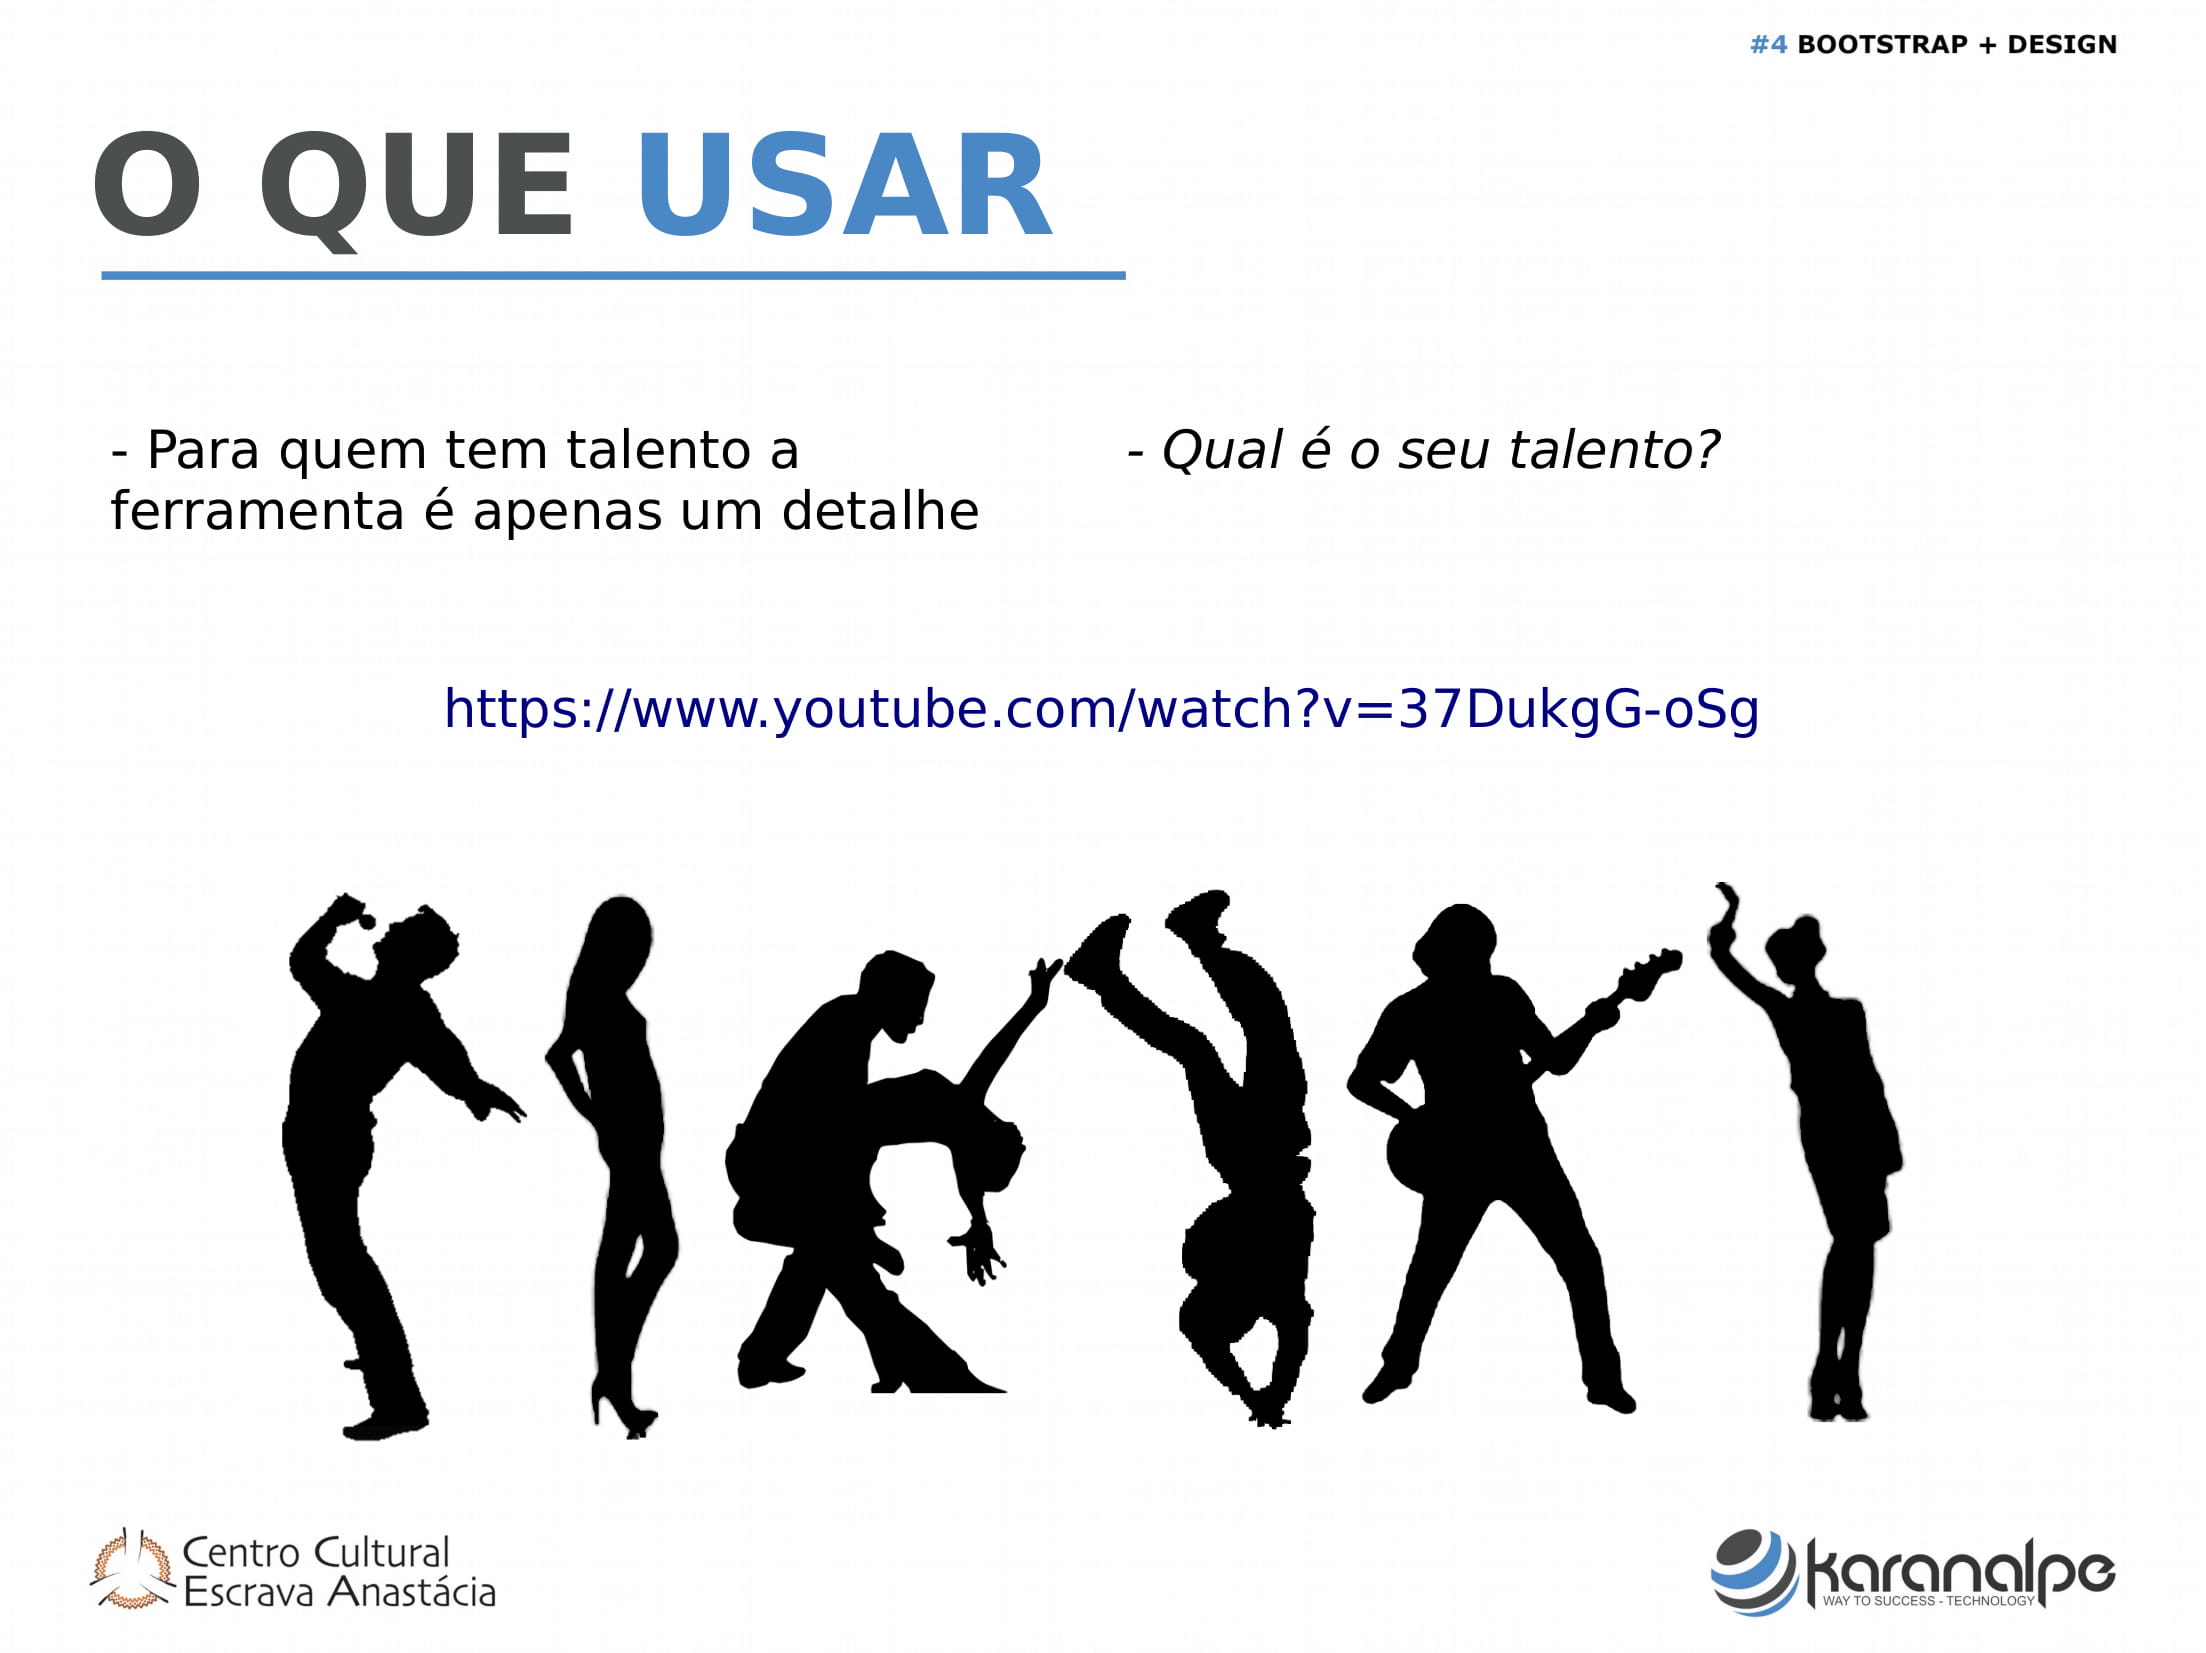 #4 BOOTSTRAP + DESIGN
O QUE USAR
- Para quem tem talento a
ferramenta é apenas um detalhe
- Qual é o seu talento?
https://www.youtube.com/watch?v=37DukgG-oSg
Centro Cultural
Escrava Anastácia
karanalpe
WAY TO SUCCESS - TECHNOLOGY